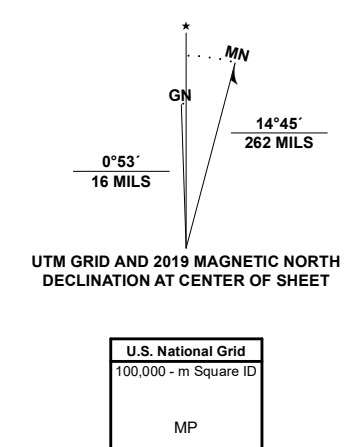 MN
GN
14°45´
262 MILS
0°53´
16 MILS
UTM GRID AND 2019 MAGNETIC NORTH
DECLINATION AT CENTER OF SHEET
U.S. National Grid
100,000 - m Square ID
MP